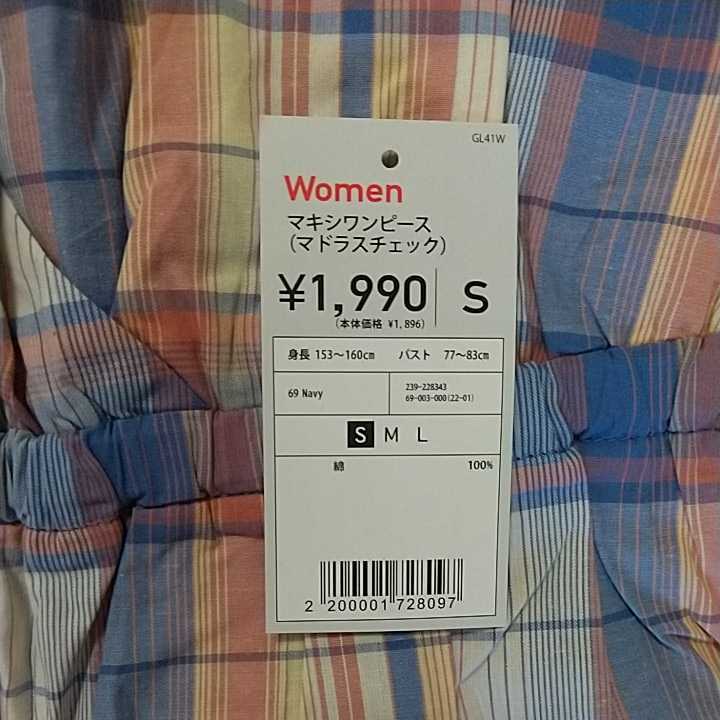 GL41W
Women
マキシワンピース
(マドラスチェック)
¥1,990 S
(本体価格 ¥1,896)
身長 153～160cm バスト 77～83cm
69 Navy
239-228343
69-003-000(22-01)
S M L
綿 100%
2 200001 728097